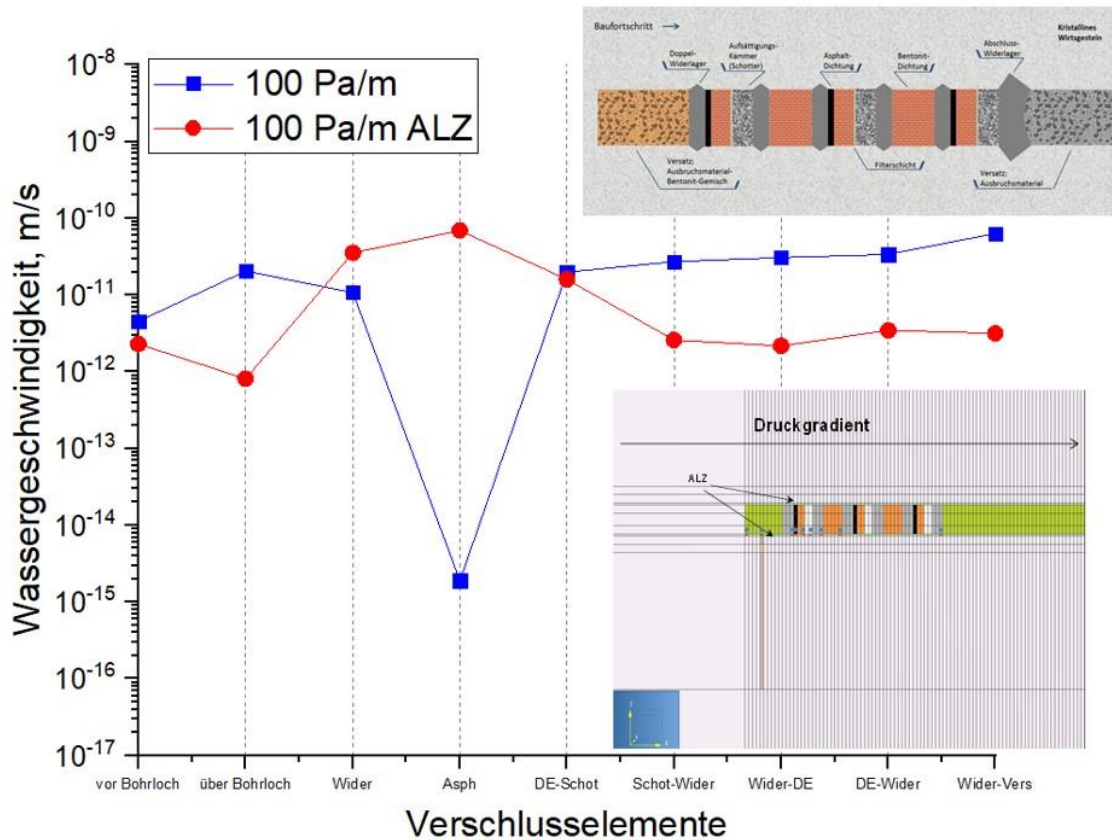 Baufortschritt
Kristallines
Wirtsgestein
Doppel-
Widerlager
Aufsättigungs-
Kammer
(Schotter)
Asphalt-
Dichtung
Bentonit-
Dichtung
Abschluss-
Widerlager
Versatz;
Ausbruchsmaterial-
Bentonit-Gemisch
Filterschicht
Versatz;
Ausbruchsmaterial
100 Pa/m
100 Pa/m ALZ
Wassergeschwindigkeit, m/s
10⁻⁸
10⁻⁹
10⁻¹⁰
10⁻¹¹
10⁻¹²
10⁻¹³
10⁻¹⁴
10⁻¹⁵
10⁻¹⁶
10⁻¹⁷
Druckgradient
ALZ
vor Bohrloch über Bohrloch Wider Asph DE-Schot Schot-Wider Wider-DE DE-Wider Wider-Vers
Verschlusselemente